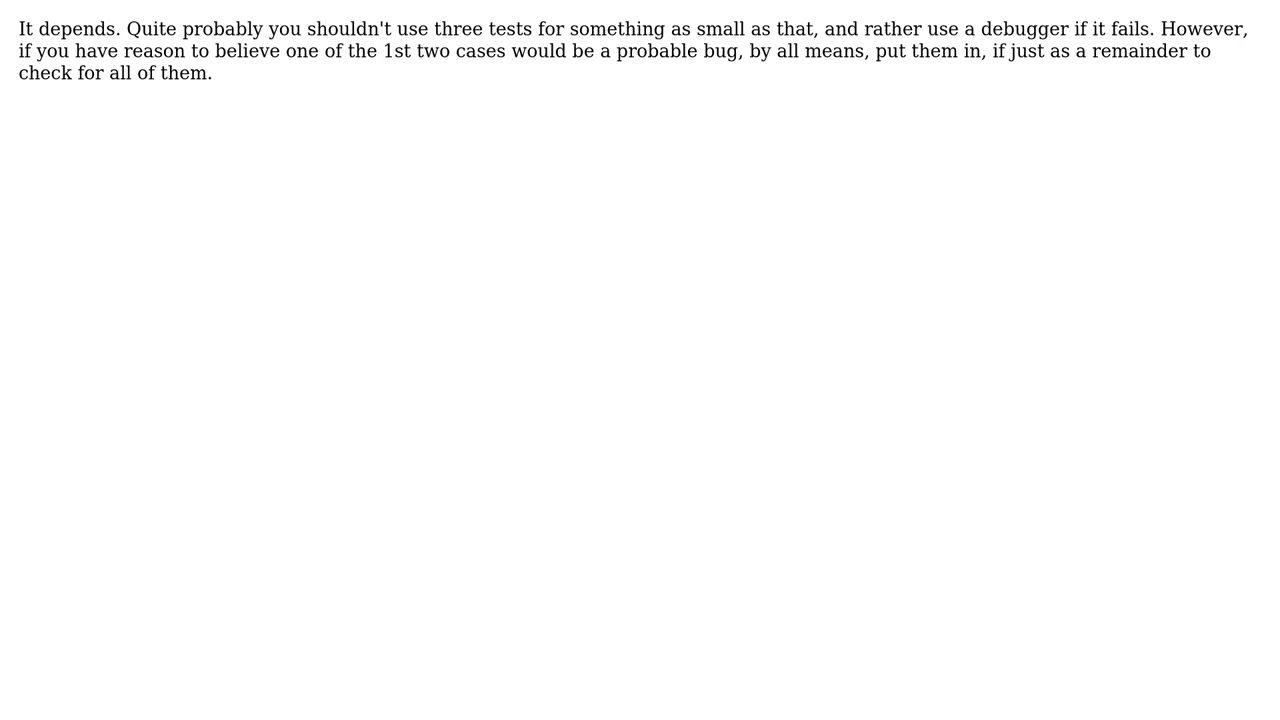 It depends. Quite probably you shouldn't use three tests for something as small as that, and rather use a debugger if it fails. However,
if you have reason to believe one of the 1st two cases would be a probable bug, by all means, put them in, if just as a remainder to
check for all of them.